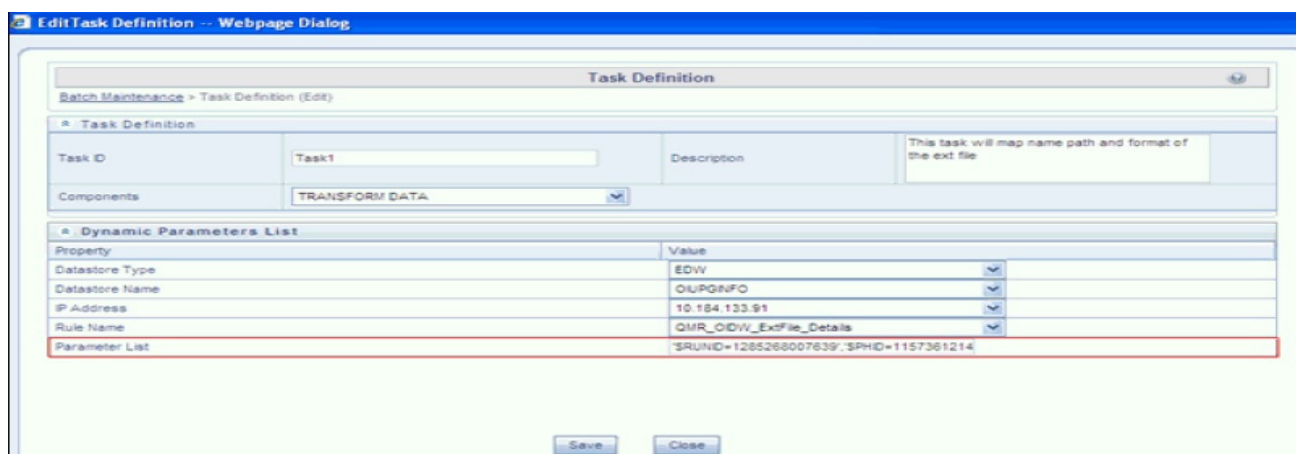 EditTask Definition -- Webpage Dialog
Task Definition
Batch Maintenance > Task Definition (Edit)
Task Definition
Task ID Task1 Description This task will map name path and format of
the ext file
Components TRANSFORM DATA
Dynamic Parameters List
Property Value
Datastore Type EDW
Datastore Name OIUPGINFO
IP Address 10.184.133.91
Rule Name QMR_OIDW_ExtFile_Details
Parameter List '$RUNID=1285268007639','$PHID=1157361214
Save Close